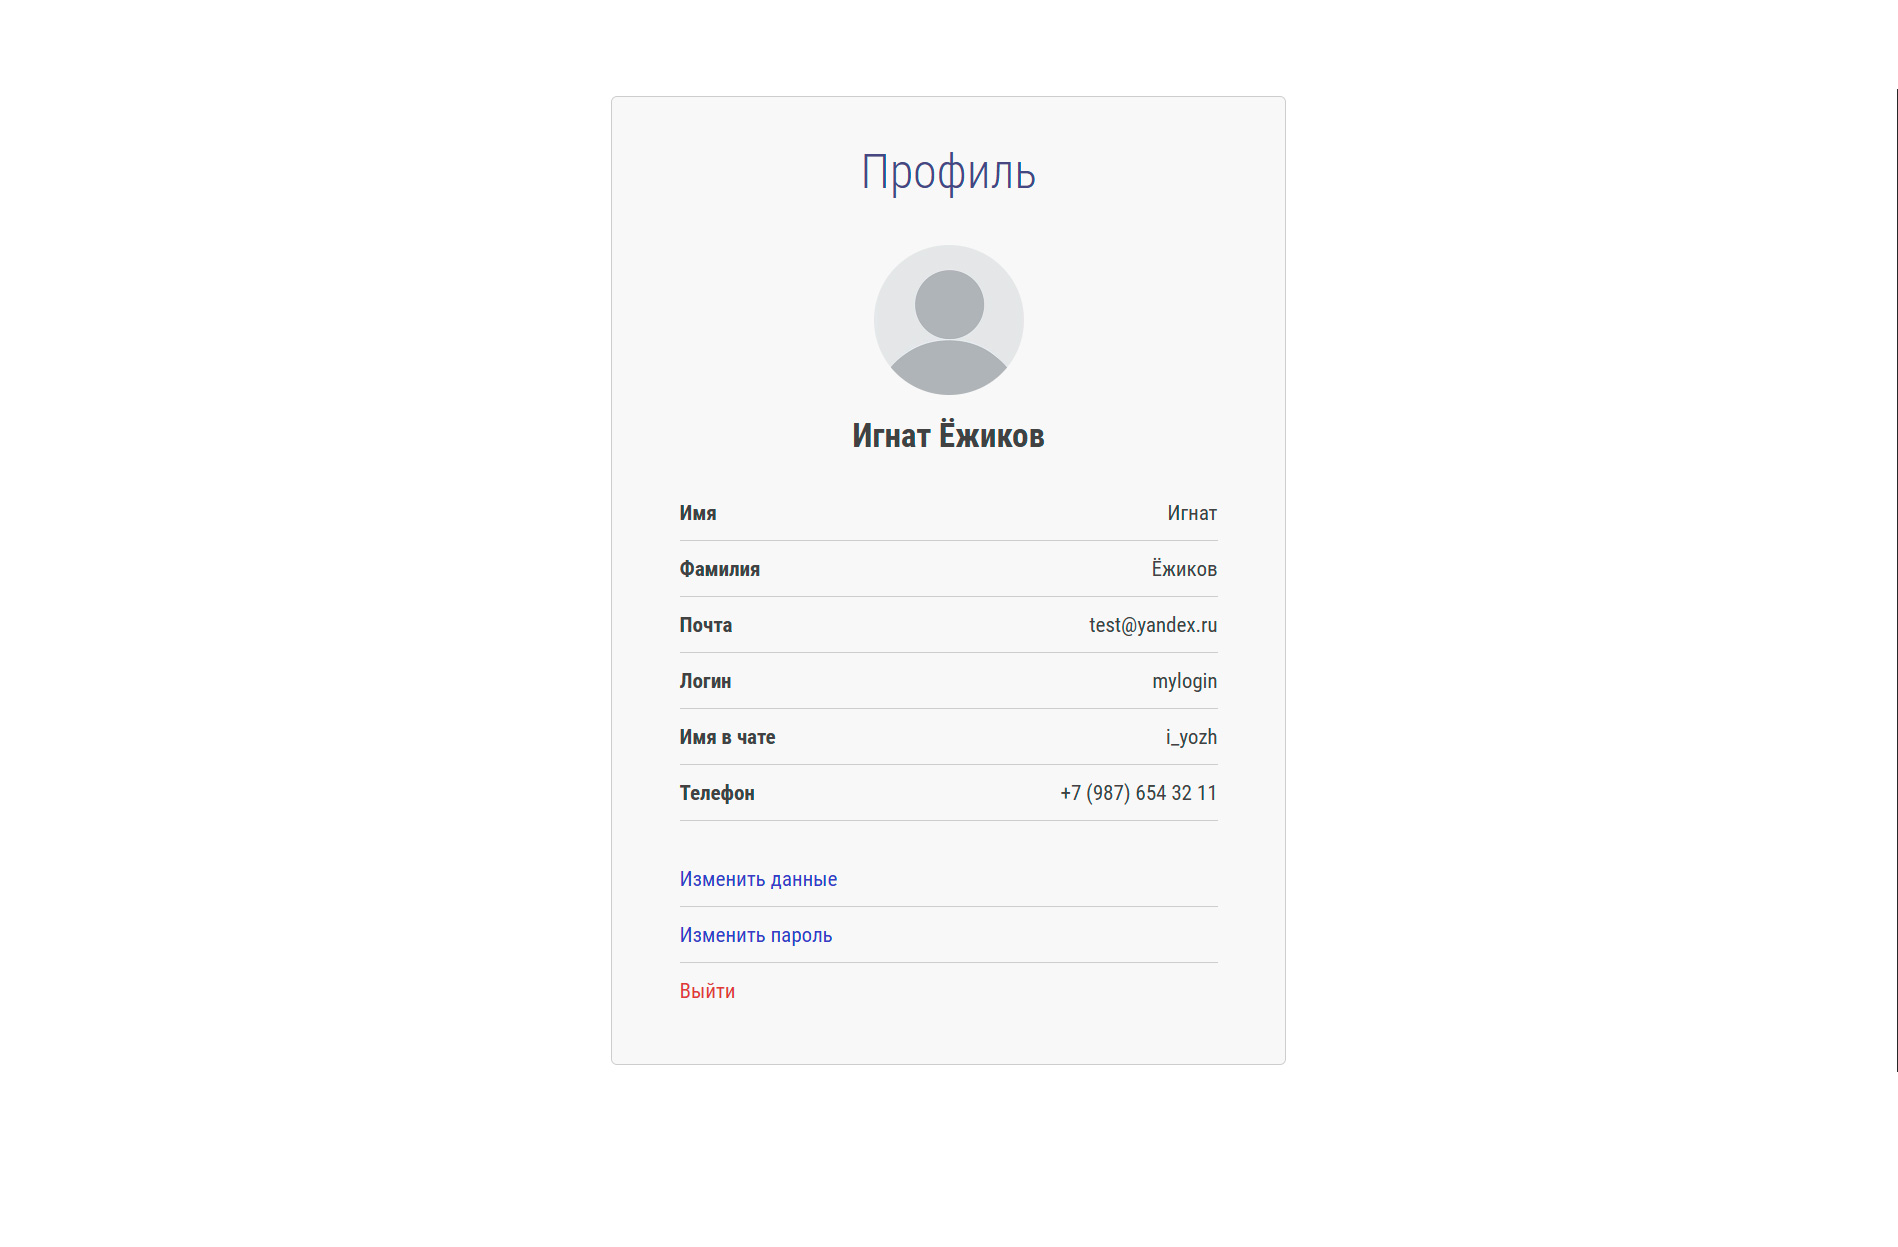 Профиль
Игнат Ёжиков
Имя Игнат
Фамилия Ёжиков
Почта test@yandex.ru
Логин mylogin
Имя в чате i_yozh
Телефон +7 (987) 654 32 11
Изменить данные
Изменить пароль
Выйти